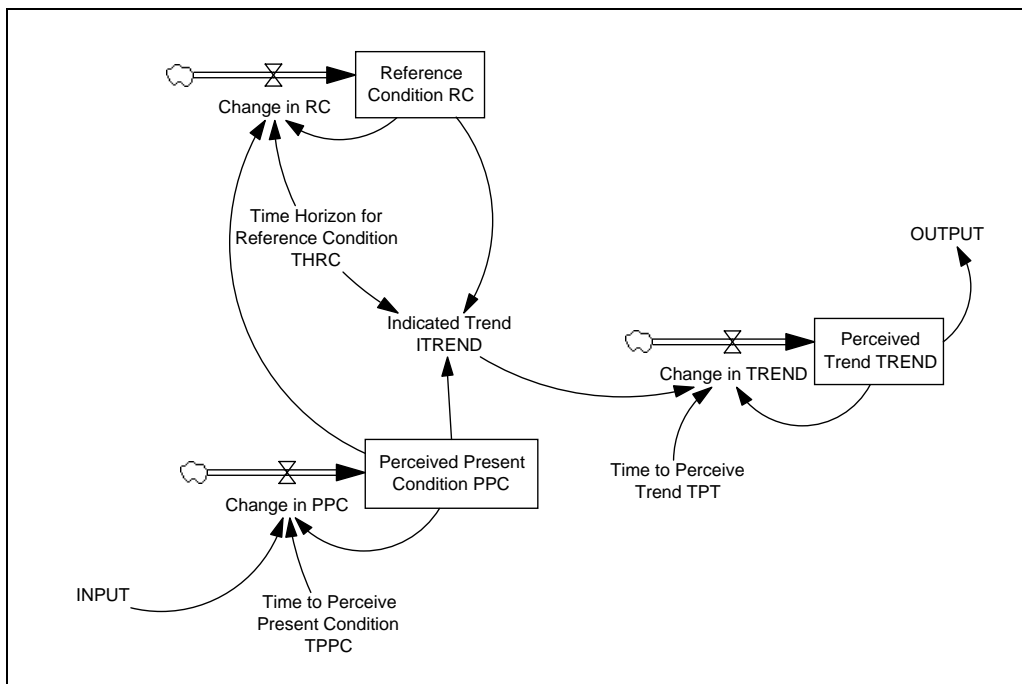 Reference
Condition RC
Change in RC
Time Horizon for
Reference Condition
THRC
OUTPUT
Indicated Trend
ITREND
Perceived
Trend TREND
Change in TREND
Perceived Present
Condition PPC
Time to Perceive
Trend TPT
Change in PPC
INPUT
Time to Perceive
Present Condition
TPPC